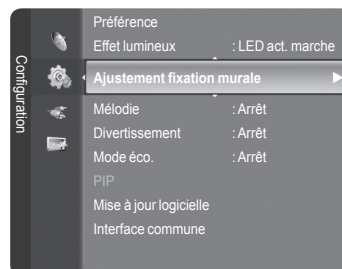 Configuration
Préférence
Effet lumineux : LED act. marche
Ajustement fixation murale
Mélodie : Arrêt
Divertissement : Arrêt
Mode éco. : Arrêt
PIP
Mise à jour logicielle
Interface commune